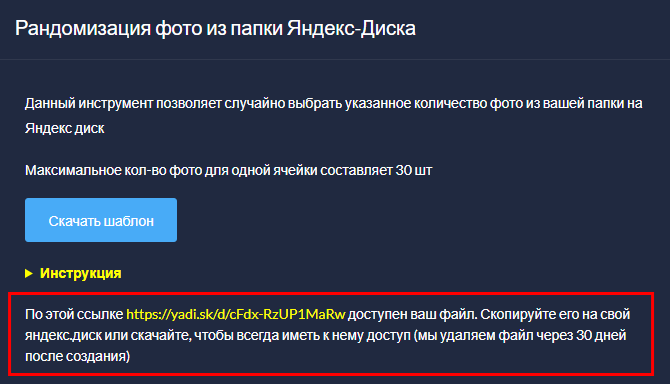 Рандомизация фото из папки Яндекс-Диска
Данный инструмент позволяет случайно выбрать указанное количество фото из вашей папки на
Яндекс диск
Максимальное кол-во фото для одной ячейки составляет 30 шт
Скачать шаблон
▶ Инструкция
По этой ссылке https://yadi.sk/d/cFdx-RzUP1MaRw доступен ваш файл. Скопируйте его на свой
яндекс.диск или скачайте, чтобы всегда иметь к нему доступ (мы удаляем файл через 30 дней
после создания)